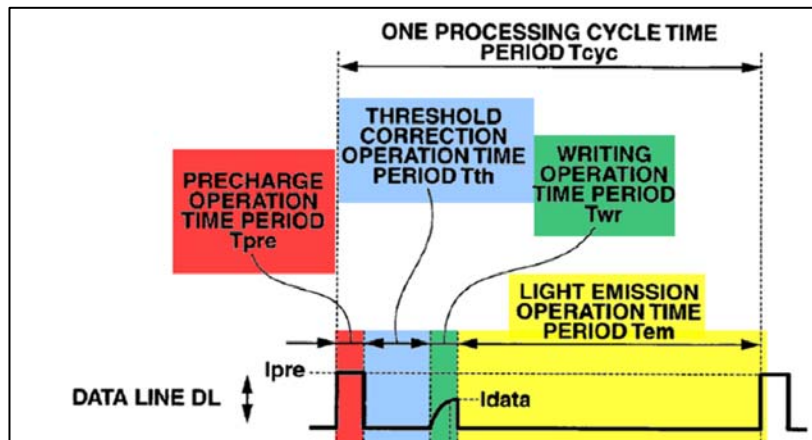 ONE PROCESSING CYCLE TIME
PERIOD Tcyc
THRESHOLD
CORRECTION
OPERATION TIME
PERIOD Tth
WRITING
OPERATION
TIME PERIOD
Twr
PRECHARGE
OPERATION
TIME PERIOD
Tpre
LIGHT EMISSION
OPERATION TIME
PERIOD Tem
Ipre
DATA LINE DL
Idata